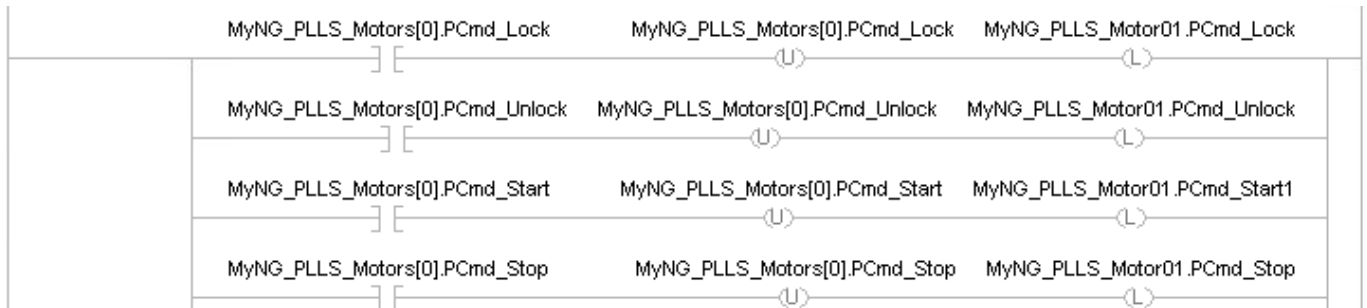 MyNG_PLLS_Motors[0].PCmd_Lock MyNG_PLLS_Motors[0].PCmd_Lock MyNG_PLLS_Motor01.PCmd_Lock
U L
MyNG_PLLS_Motors[0].PCmd_Unlock MyNG_PLLS_Motors[0].PCmd_Unlock MyNG_PLLS_Motor01.PCmd_Unlock
U L
MyNG_PLLS_Motors[0].PCmd_Start MyNG_PLLS_Motors[0].PCmd_Start MyNG_PLLS_Motor01.PCmd_Start1
U L
MyNG_PLLS_Motors[0].PCmd_Stop MyNG_PLLS_Motors[0].PCmd_Stop MyNG_PLLS_Motor01.PCmd_Stop
U L